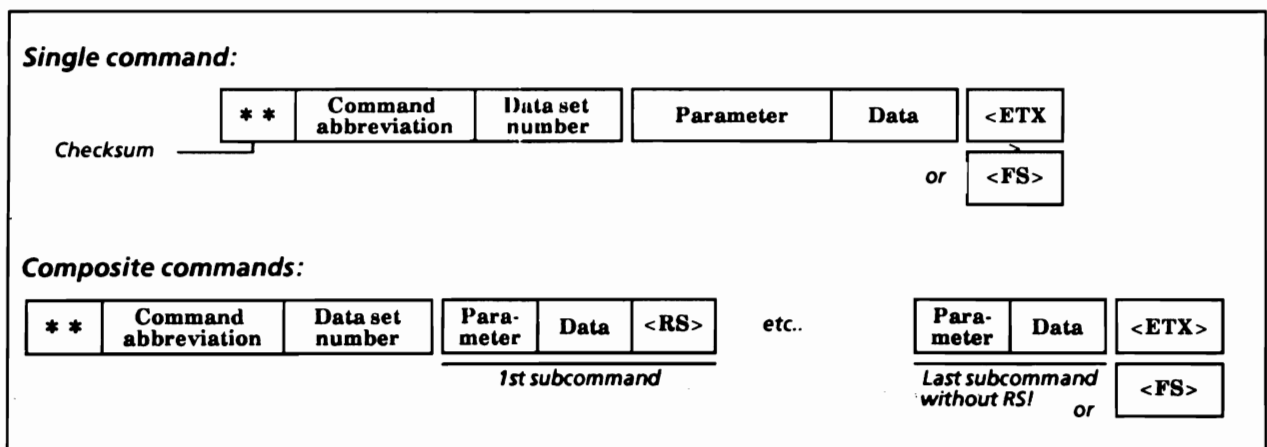 Single command:
* * Command abbreviation Data set number Parameter Data <ETX
>
Checksum
or <FS>
Composite commands:
* * Command abbreviation Data set number Para- meter Data <RS> etc.. Para- meter Data <ETX>
1st subcommand
Last subcommand
without RS!
or <FS>